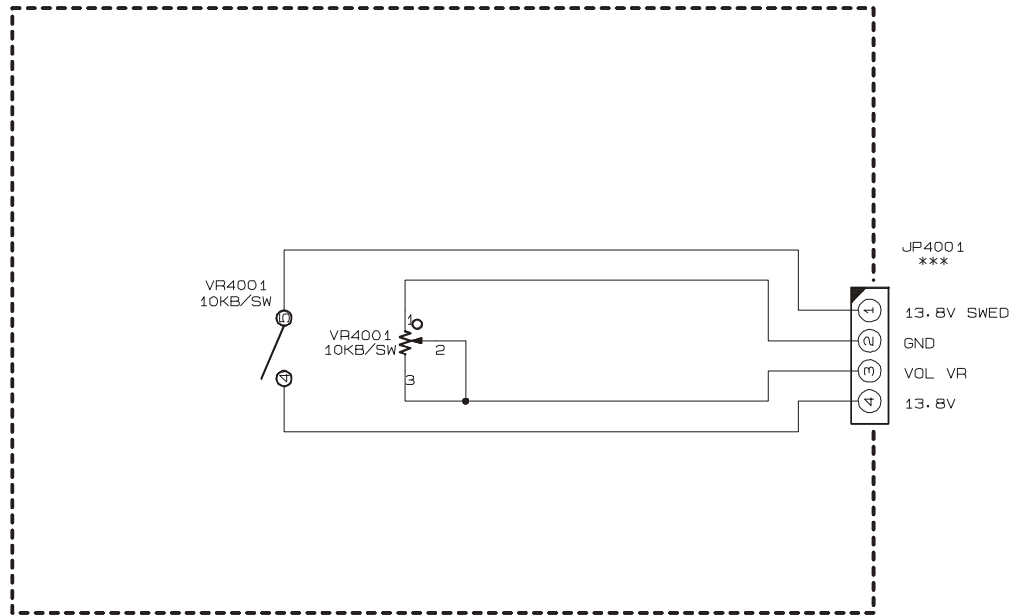 JP4001
***
VR4001
10KB/SW
5
4
VR4001
10KB/SW
1
2
3
1 13.8V SWED
2 GND
3 VOL VR
4 13.8V